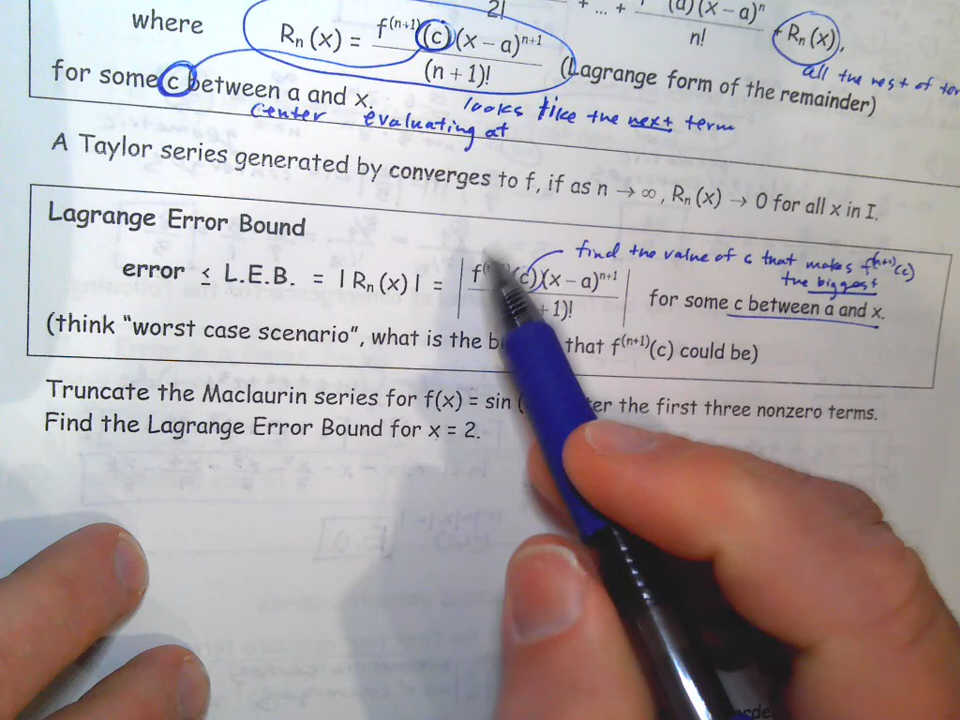 2! + ... + (a)(x - a)ⁿ
n! + Rₙ(x),
where Rₙ(x) = f⁽ⁿ⁺¹⁾(c)(x - a)ⁿ⁺¹
(n + 1)! (Lagrange form of the remainder)
all the rest of
for some c between a and x.
center evaluating at
looks like the next term
A Taylor series generated by converges to f, if as n → ∞, Rₙ(x) → 0 for all x in I.
Lagrange Error Bound
find the value of c that makes f⁽ⁿ⁺¹⁾(c)
the biggest
error ≤ L.E.B. = | Rₙ(x) | = | f (c)(x - a)ⁿ⁺¹
+ 1)! | for some c between a and x.
(think "worst case scenario", what is the that f⁽ⁿ⁺¹⁾(c) could be)
Truncate the Maclaurin series for f(x) = sin ( the first three nonzero terms.
Find the Lagrange Error Bound for x = 2.